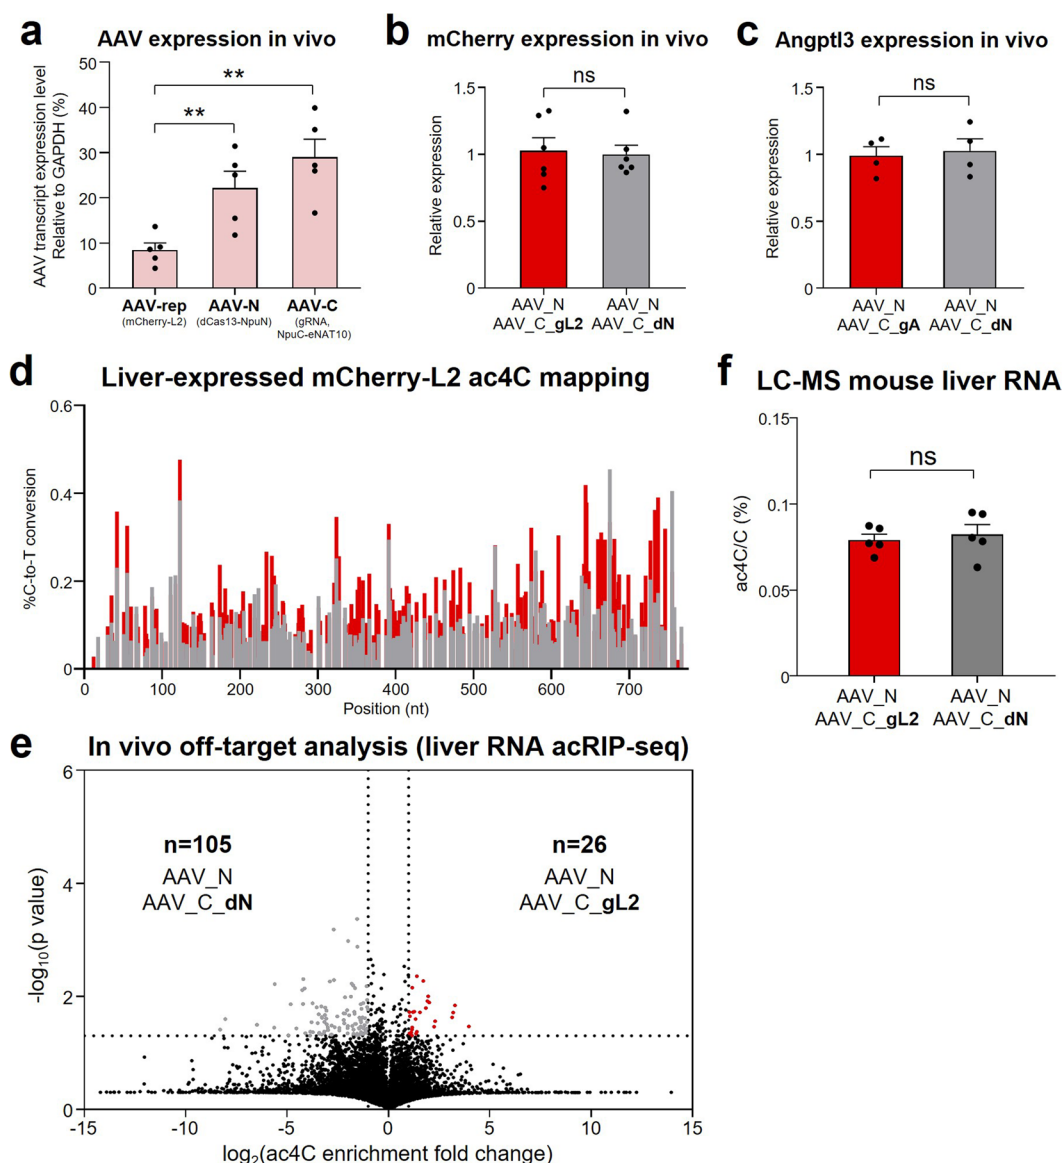 a
AAV expression in vivo
AAV transcript expression level
Relative to GAPDH (%)
50
40
30
20
10
0
**
**
AAV-rep
(mCherry-L2)
AAV-N
(dCas13-NpuN)
AAV-C
(gRNA,
NpuC-eNAT10)
b
mCherry expression in vivo
Relative expression
1.5
1
0.5
0
ns
AAV_N
AAV_C_gL2
AAV_N
AAV_C_dN
c
Angptl3 expression in vivo
Relative expression
1.5
1
0.5
0
ns
AAV_N
AAV_C_gA
AAV_N
AAV_C_dN
d
Liver-expressed mCherry-L2 ac4C mapping
%C-to-T conversion
0.6
0.4
0.2
0
0 100 200 300 400 500 600 700
Position (nt)
f
LC-MS mouse liver RNA
ac4C/C (%)
0.15
0.1
0.05
0
ns
AAV_N
AAV_C_gL2
AAV_N
AAV_C_dN
e
In vivo off-target analysis (liver RNA acRIP-seq)
-log10(p value)
6
4
2
0
n=105
AAV_N
AAV_C_dN
n=26
AAV_N
AAV_C_gL2
-15 -10 -5 0 5 10 15
log2(ac4C enrichment fold change)